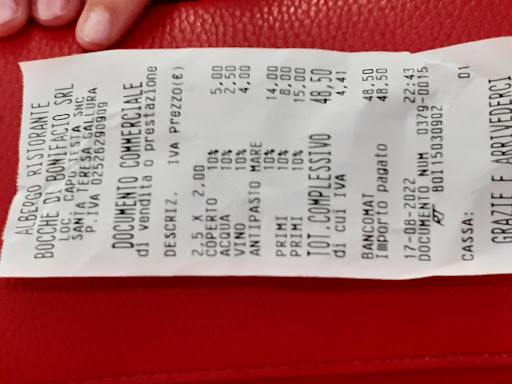 ALBERGO RISTORANTE
BOCCHE DI BONIFACIO SRL
LOC. CAPO TESTA SNC
SANTA TERESA GALLURA
P.IVA 02526290909
DOCUMENTO COMMERCIALE
di vendita o prestazione
DESCRIZ. IVA Prezzo(€)
2.5 X 2,00
COPERTO 10% 5,00
ACQUA 10% 2,50
VINO 10% 4,00
ANTIPASTO MARE
10% 14,00
PRIMI 10% 8,00
PRIMI 10% 15,00
TOT.COMPLESSIVO 48,50
di cui IVA 4,41
BANCOMAT 48,50
Importo pagato 48,50
17-08-2022 22:43
DOCUMENTO NUM 0379-0015
RT 80115030902
CASSA: 01
GRAZIE E ARRIVEDERCI